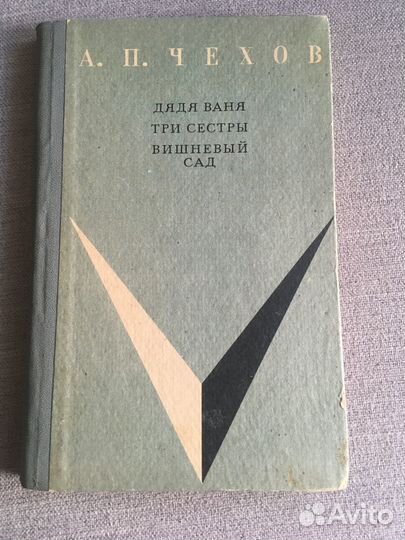 А. П. ЧЕХОВ
ДЯДЯ ВАНЯ
ТРИ СЕСТРЫ
ВИШНЕВЫЙ
САД
Avito